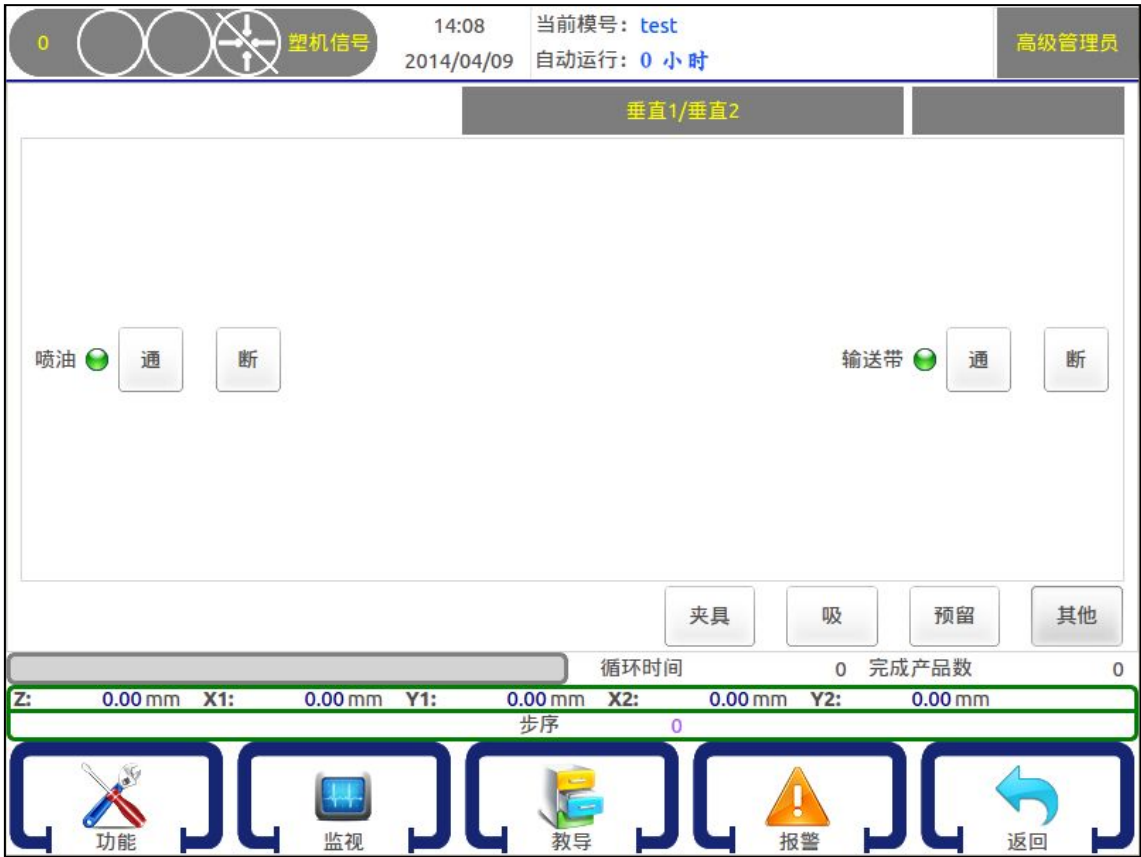 0 塑机信号 14:08 当前模号：test 高级管理员
2014/04/09 自动运行：0 小时
垂直1/垂直2
喷油 通 断 输送带 通 断
夹具 吸 预留 其他
循环时间 0 完成产品数 0
Z: 0.00 mm X1: 0.00 mm Y1: 0.00 mm X2: 0.00 mm Y2: 0.00 mm
步序 0
功能 监视 教导 报警 返回